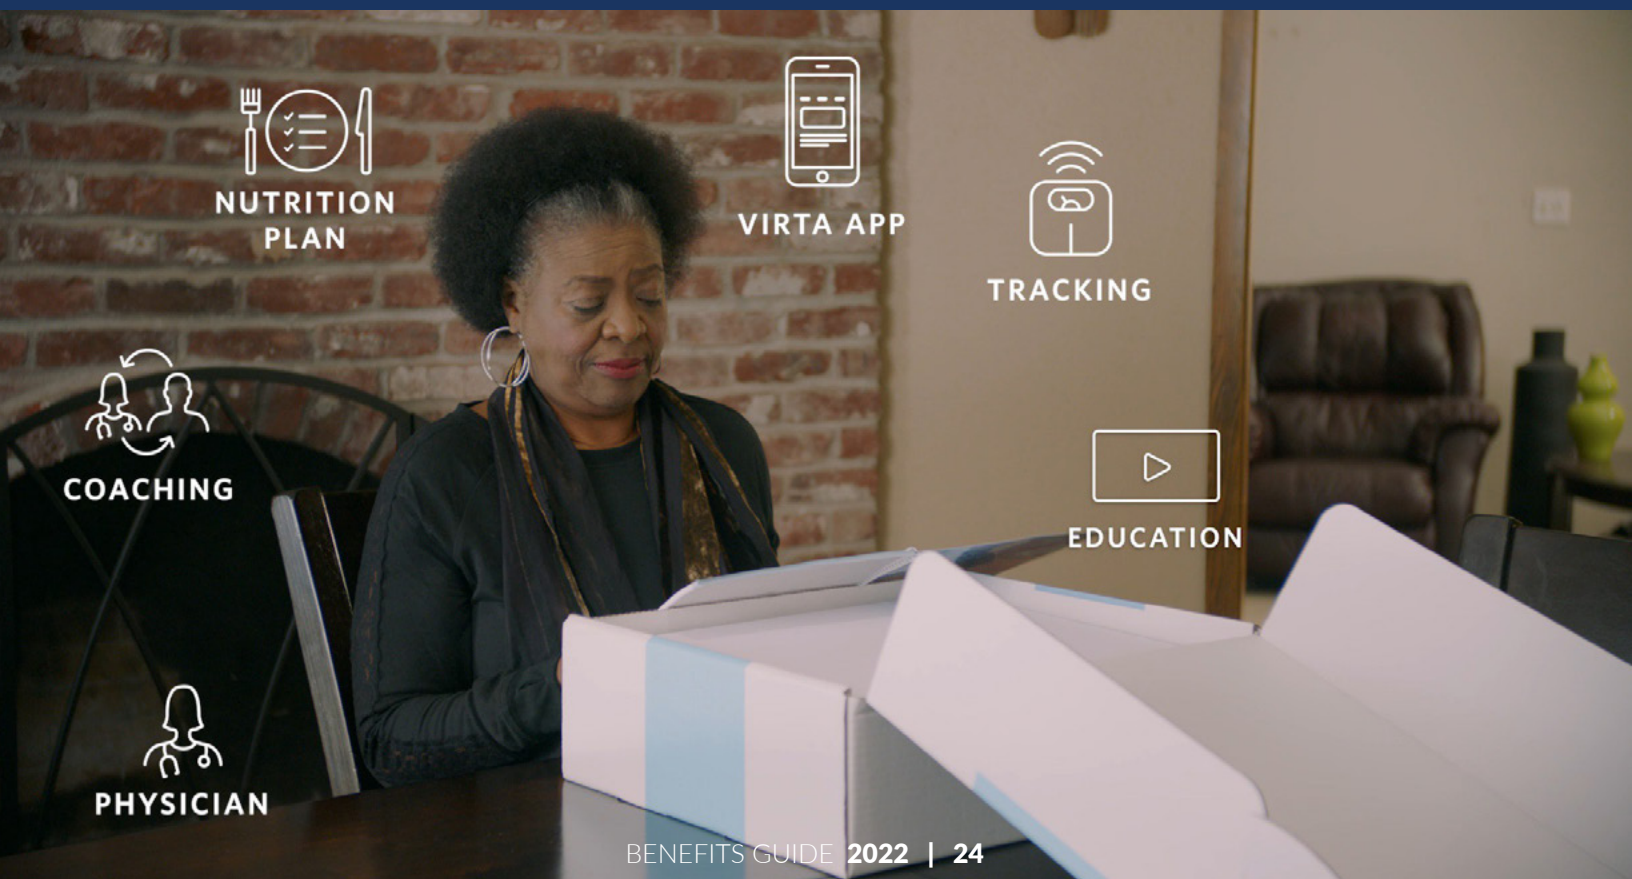 NUTRITION
PLAN
VIRTA APP
TRACKING
COACHING
EDUCATION
PHYSICIAN
BENEFITS GUIDE 2022 | 24